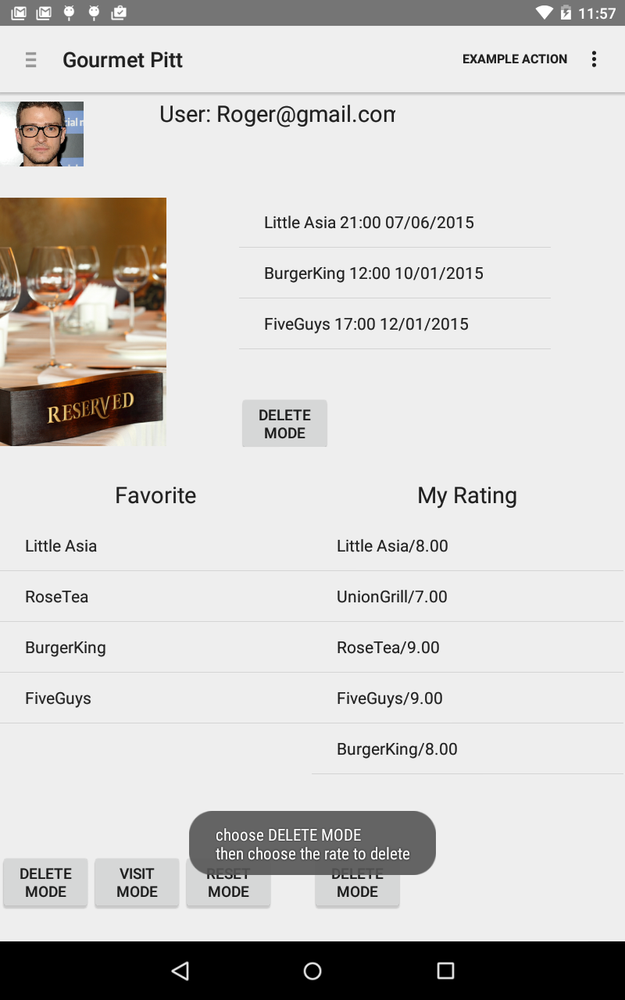 11:57
Gourmet Pitt
EXAMPLE ACTION
User: Roger@gmail.com
Little Asia 21:00 07/06/2015
BurgerKing 12:00 10/01/2015
FiveGuys 17:00 12/01/2015
RESERVED
DELETE
MODE
Favorite
My Rating
Little Asia
Little Asia/8.00
RoseTea
UnionGrill/7.00
BurgerKing
RoseTea/9.00
FiveGuys
FiveGuys/9.00
BurgerKing/8.00
choose DELETE MODE
then choose the rate to delete
DELETE
MODE
VISIT
MODE
RESET
MODE
DELETE
MODE